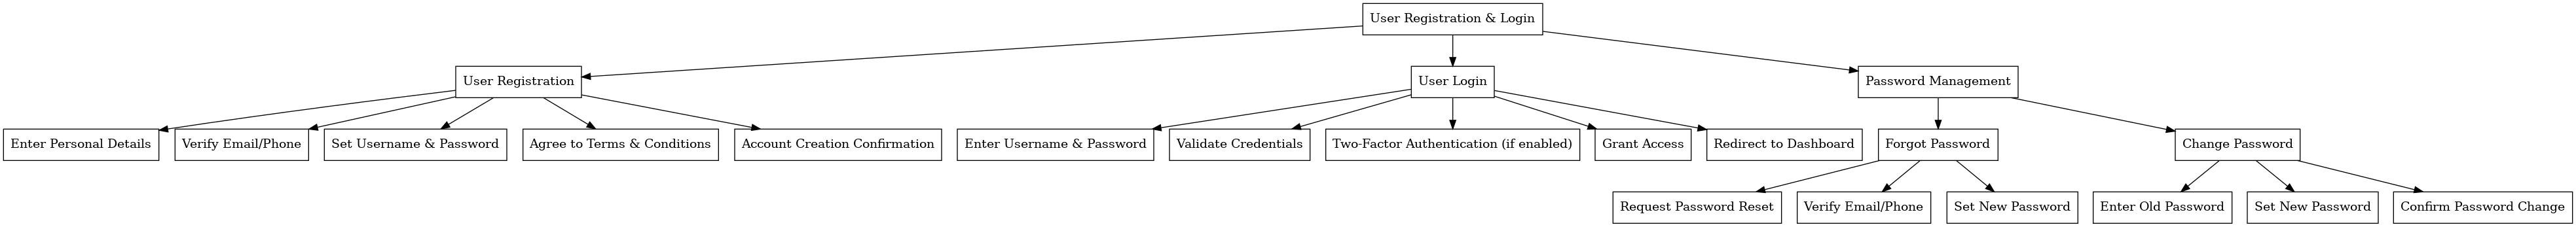 User Registration & Login
User Registration
User Login
Password Management
Enter Personal Details
Verify Email/Phone
Set Username & Password
Agree to Terms & Conditions
Account Creation Confirmation
Enter Username & Password
Validate Credentials
Two-Factor Authentication (if enabled)
Grant Access
Redirect to Dashboard
Forgot Password
Change Password
Request Password Reset
Verify Email/Phone
Set New Password
Enter Old Password
Set New Password
Confirm Password Change